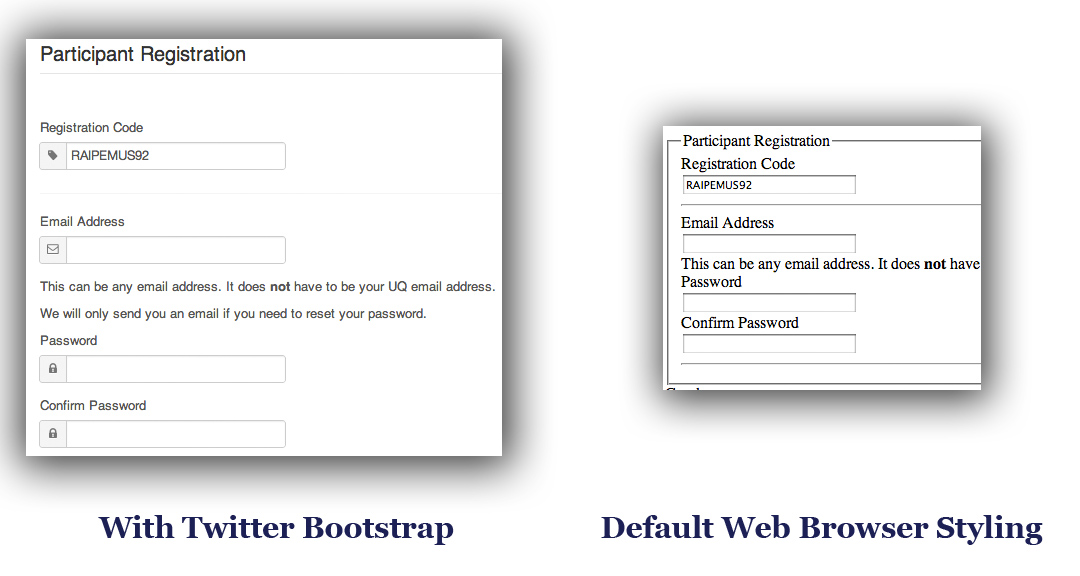 Participant Registration
Registration Code
RAIPEMUS92
Email Address
This can be any email address. It does not have to be your UQ email address.
We will only send you an email if you need to reset your password.
Password
Confirm Password
With Twitter Bootstrap
Participant Registration
Registration Code
RAIPEMUS92
Email Address
This can be any email address. It does not have
Password
Confirm Password
Default Web Browser Styling